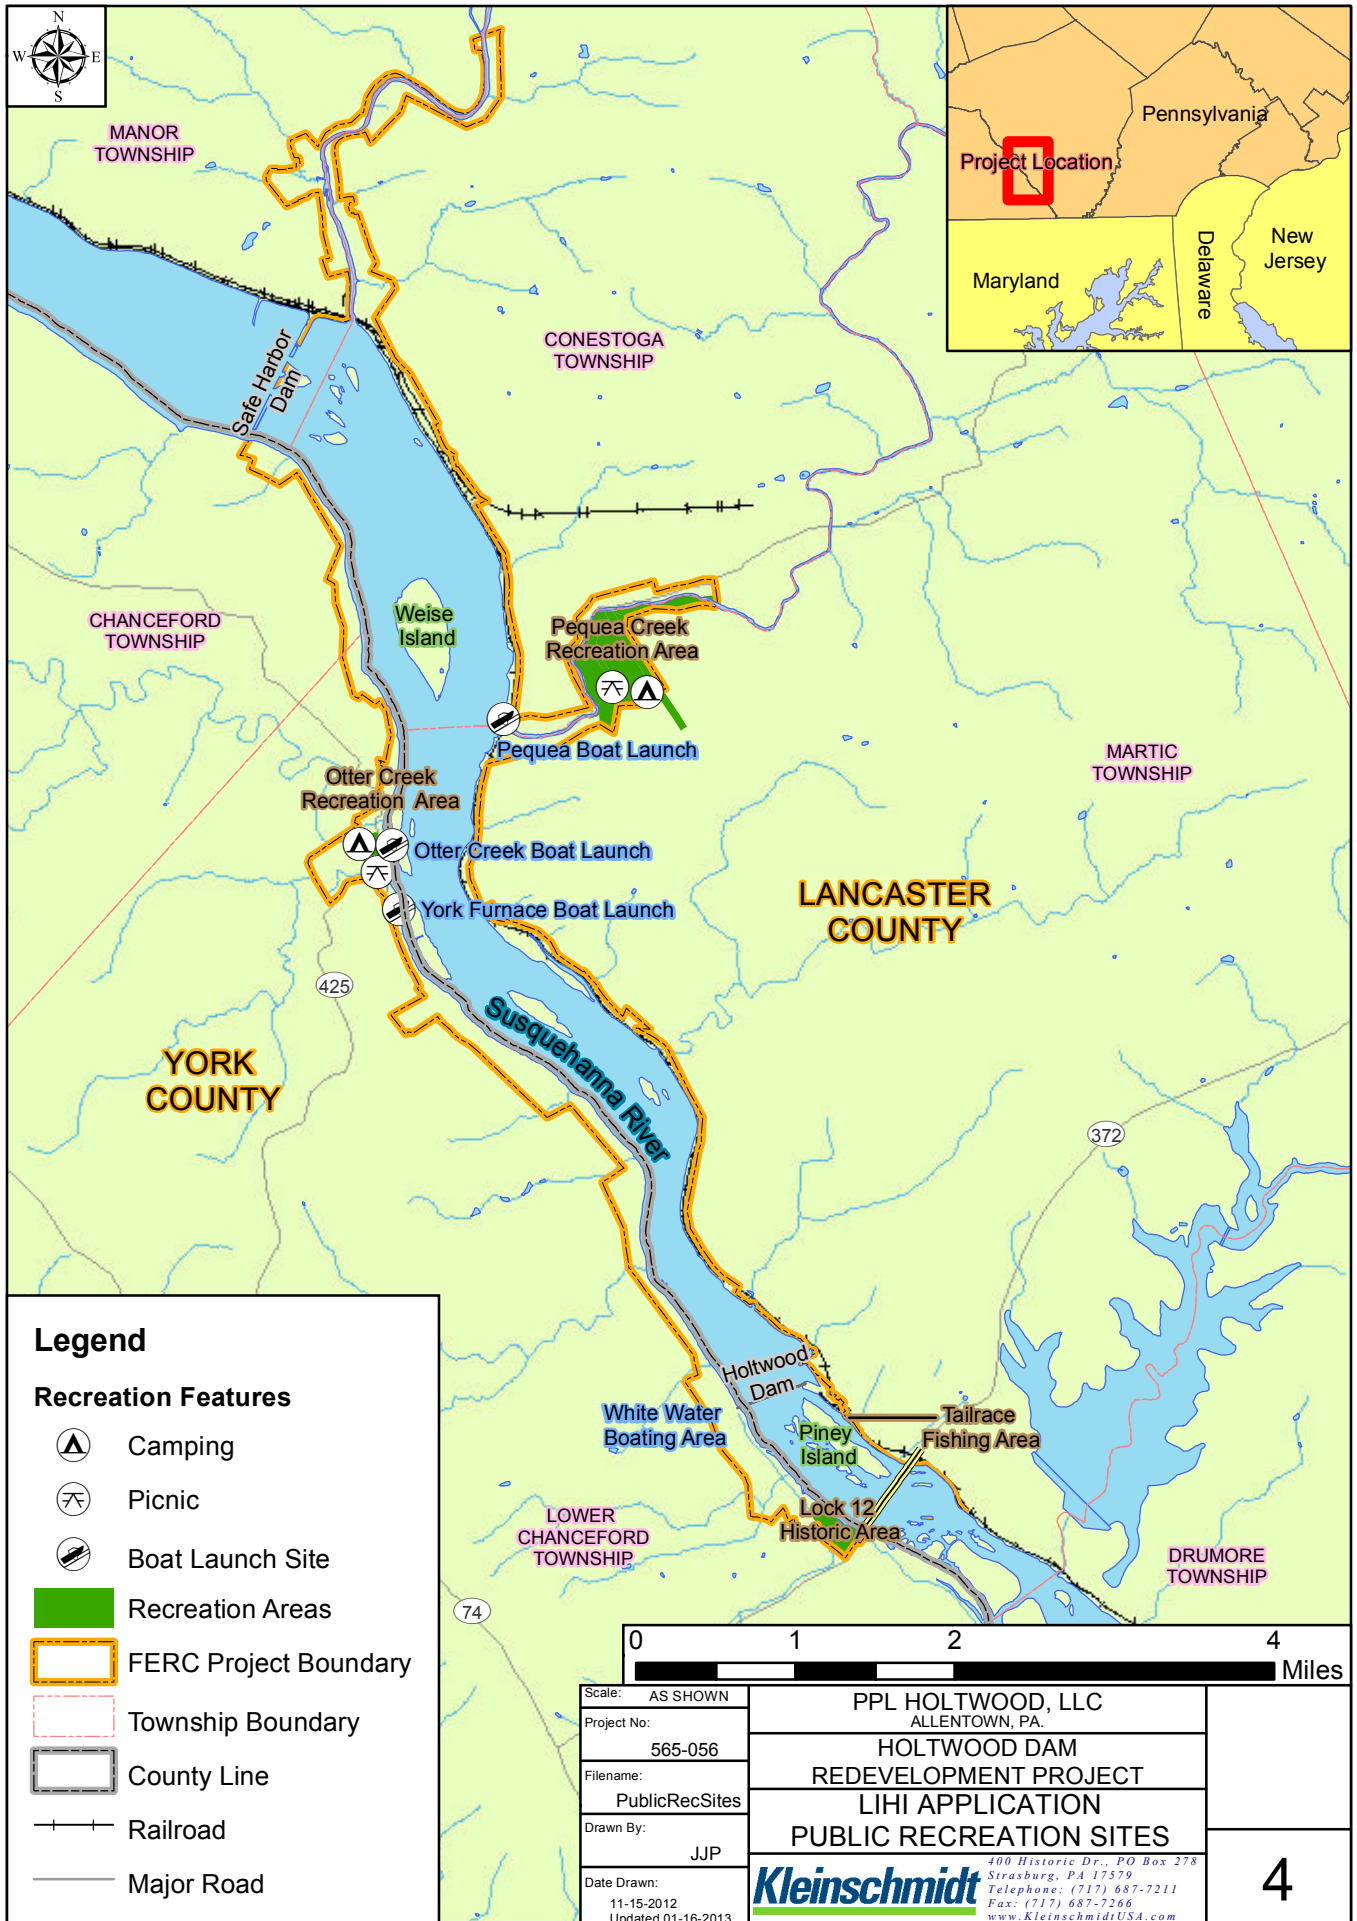 N
W
E
S
MANOR
TOWNSHIP
Pennsylvania
Project Location
Maryland
Delaware
New
Jersey
CONESTOGA
TOWNSHIP
Safe Harbor
Dam
CHANCEFORD
TOWNSHIP
Weise
Island
Pequea Creek
Recreation Area
Pequea Boat Launch
MARTIC
TOWNSHIP
Otter Creek
Recreation Area
Otter Creek Boat Launch
York Furnace Boat Launch
LANCASTER
COUNTY
425
Susquehanna River
YORK
COUNTY
372
Holtwood
Dam
White Water
Boating Area
Piney
Island
Tailrace
Fishing Area
Lock 12
Historic Area
LOWER
CHANCEFORD
TOWNSHIP
DRUMORE
TOWNSHIP
74
Legend
Recreation Features
Camping
Picnic
Boat Launch Site
Recreation Areas
FERC Project Boundary
Township Boundary
County Line
Railroad
Major Road
0 1 2 4
Miles
Scale: AS SHOWN
Project No:
565-056
Filename:
PublicRecSites
Drawn By:
JJP
Date Drawn:
11-15-2012
Updated 01-16-2013
PPL HOLTWOOD, LLC
ALLENTOWN, PA.
HOLTWOOD DAM
REDEVELOPMENT PROJECT
LIHI APPLICATION
PUBLIC RECREATION SITES
Kleinschmidt
400 Historic Dr., PO Box 278
Strasburg, PA 17579
Telephone: (717) 687-7211
Fax: (717) 687-7266
www.KleinschmidtUSA.com
4